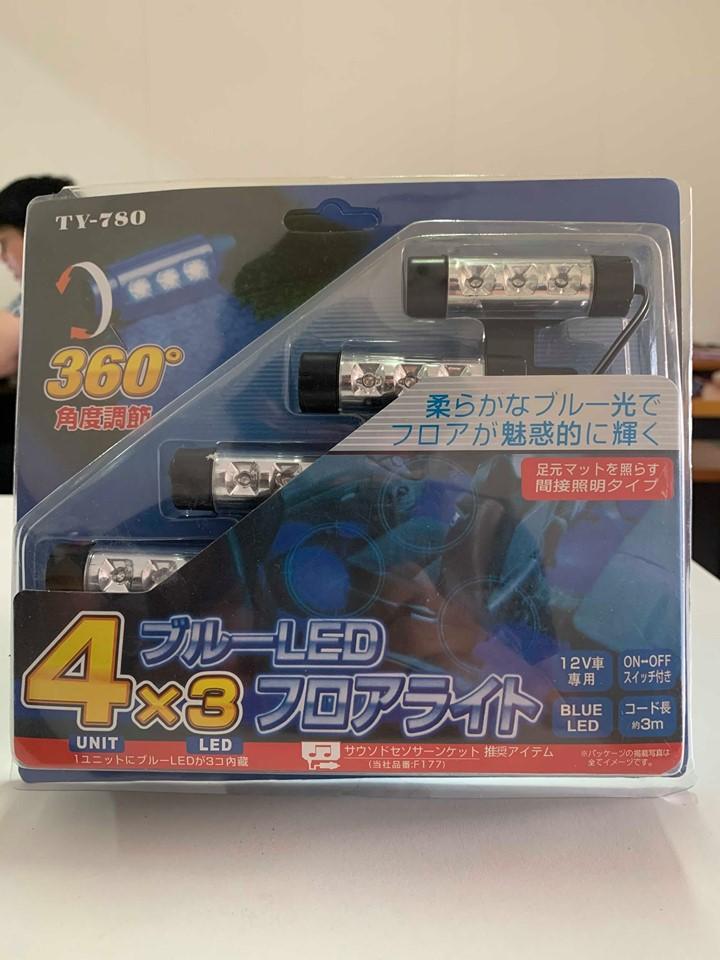 TY-780
360°
角度調節
柔らかなブルー光で
フロアが魅惑的に輝く
足元マットを照らす
間接照明タイプ
4×3
UNIT
LED
ブルーLED
フロアライト
12V車
専用
ON-OFF
スイッチ付き
BLUE
LED
コード長
約3m
1ユニットにブルーLEDが3コ内蔵
サウソドセソサーンケット 推奨アイテム
(当社品番:F177)
※パッケージの掲載写真は
全てイメージです。